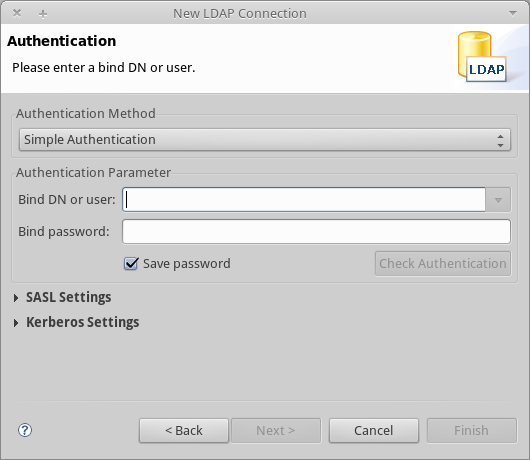 New LDAP Connection
Authentication
Please enter a bind DN or user.
LDAP
Authentication Method
Simple Authentication
Authentication Parameter
Bind DN or user:
Bind password:
Save password
Check Authentication
SASL Settings
Kerberos Settings
? < Back Next > Cancel Finish